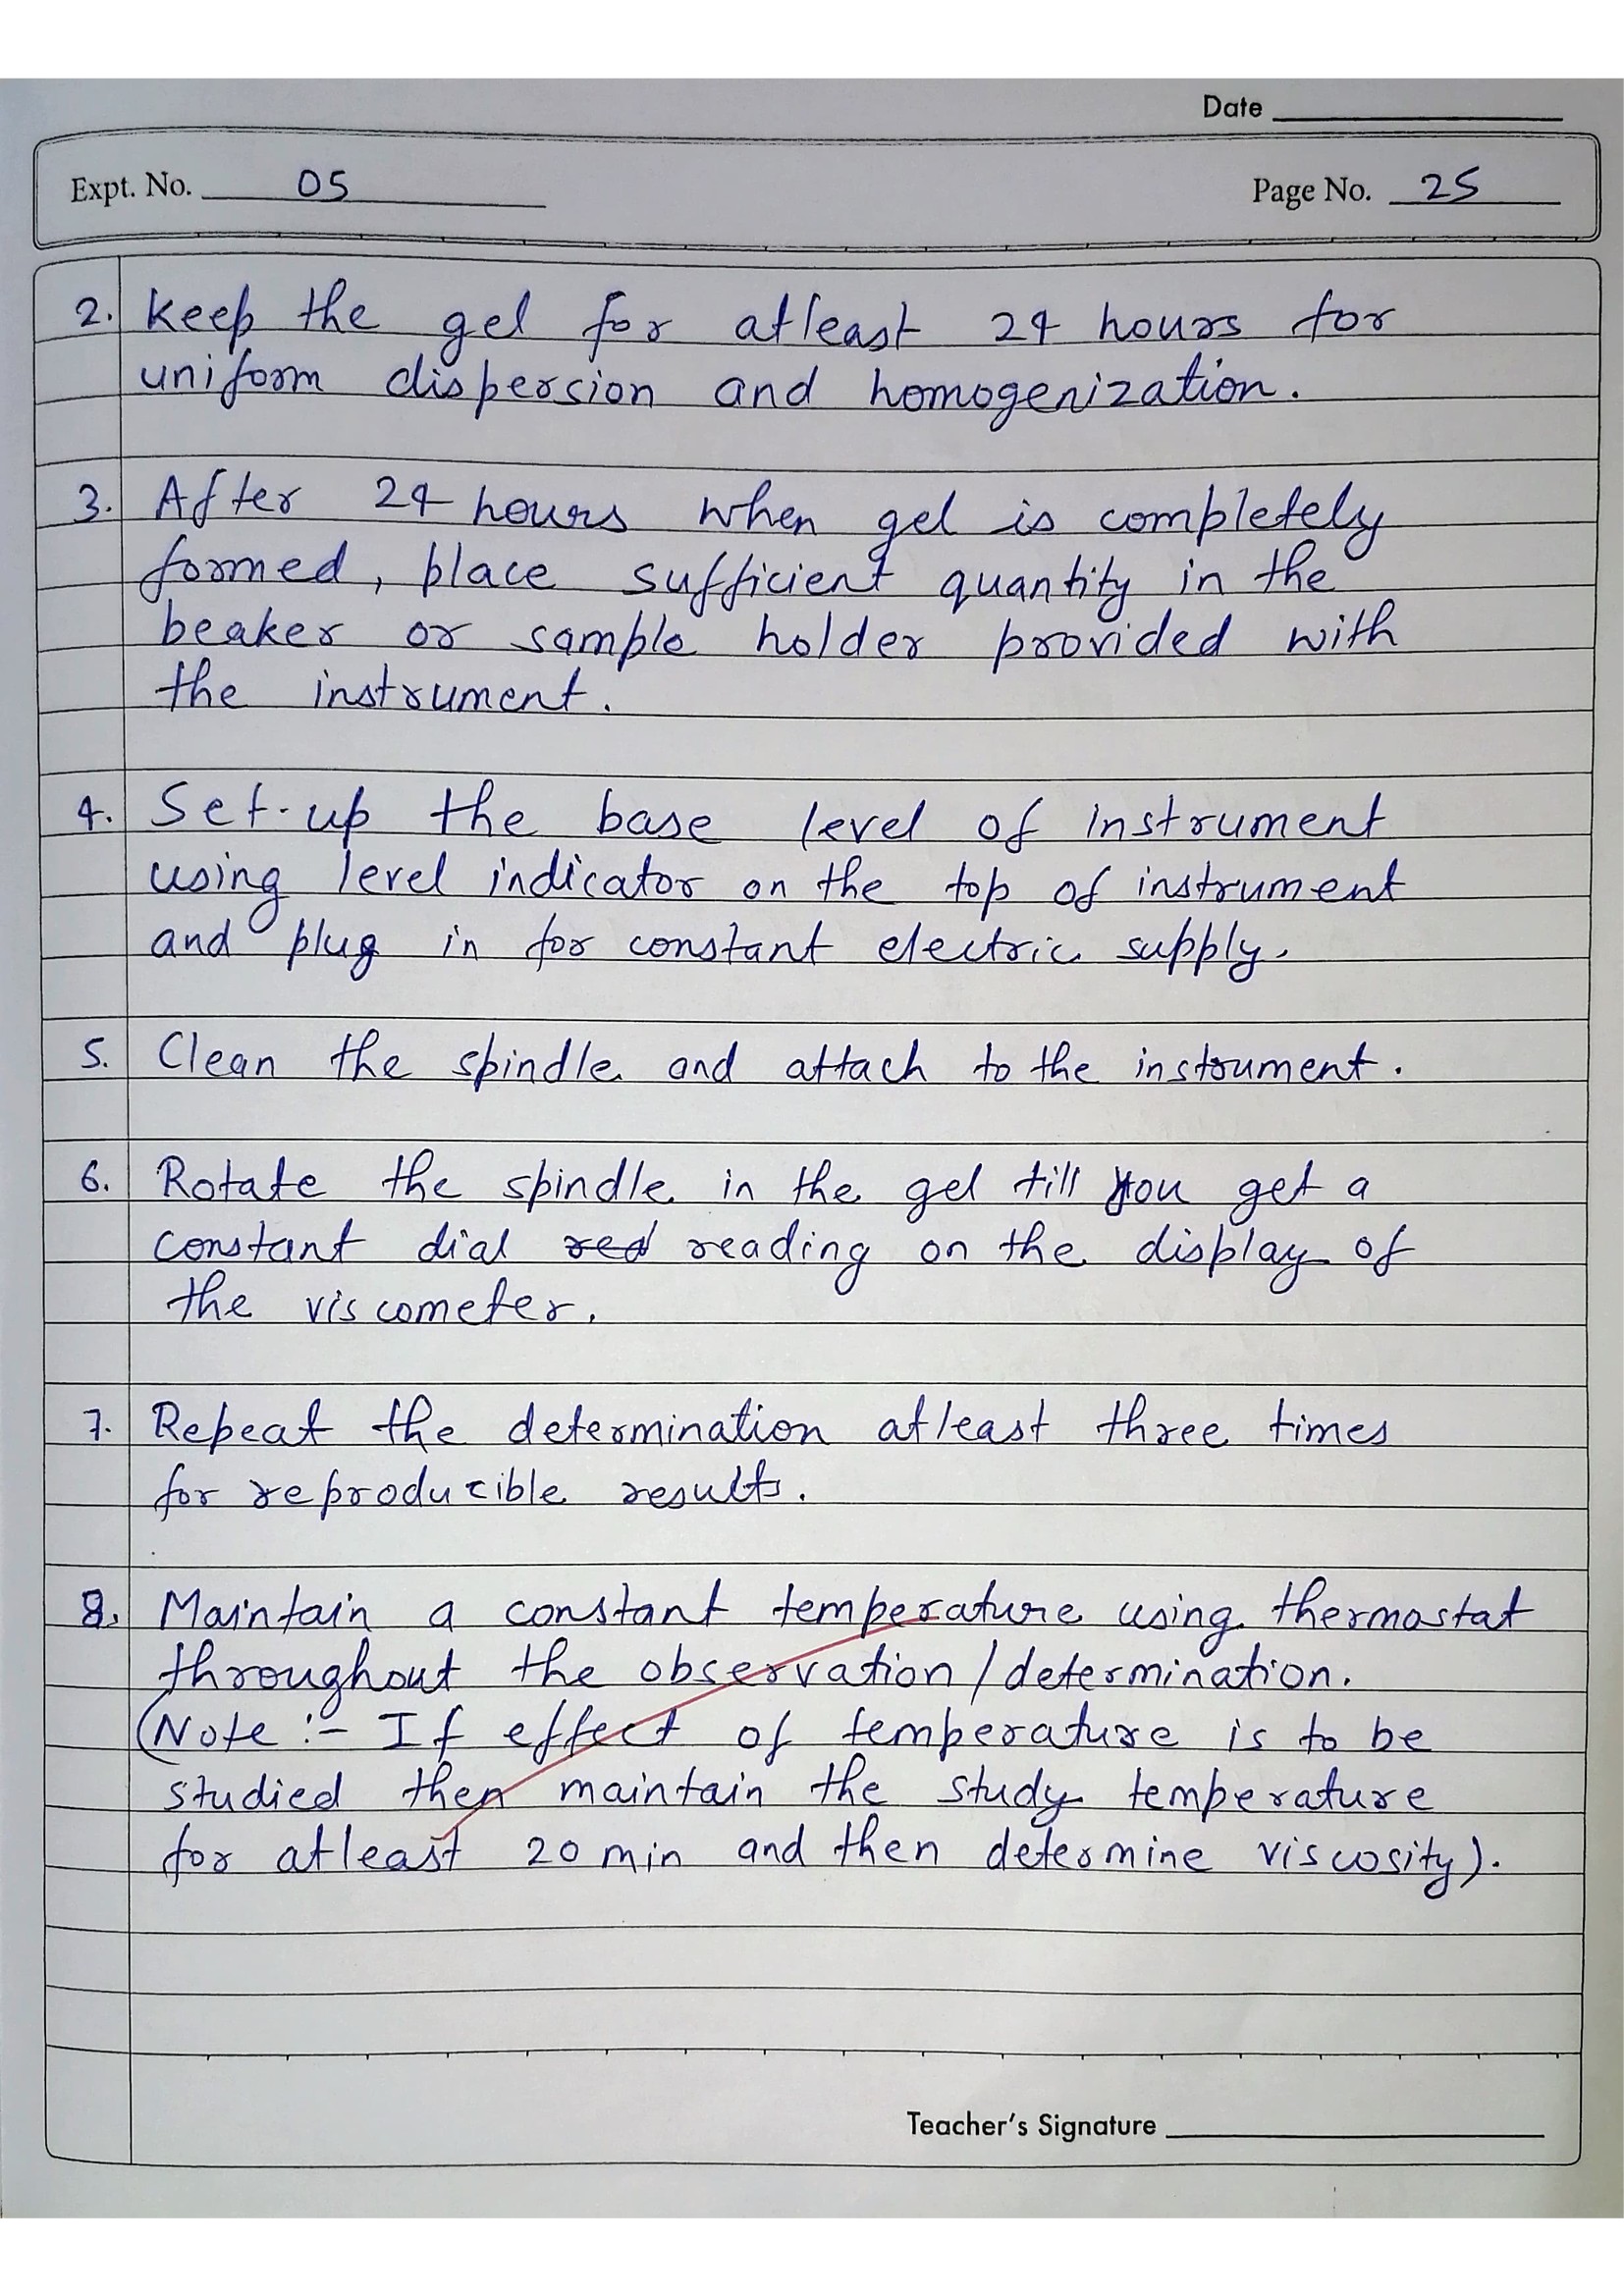 Date
Expt. No. 05
Page No. 25
2. Keep the gel for atleast 24 hours for
uniform dispersion and homogenization.
3. After 24 hours when gel is completely
formed, place sufficient quantity in the
beaker or sample holder provided with
the instrument.
4. Set-up the base level of instrument
using level indicator on the top of instrument
and plug in for constant electric supply.
5. Clean the spindle and attach to the instrument.
6. Rotate the spindle in the gel till you get a
constant dial red reading on the display of
the viscometer.
7. Repeat the determination atleast three times
for reproducible results.
8. Maintain a constant temperature using thermostat
throughout the observation/determination.
(Note :- If effect of temperature is to be
studied then maintain the study temperature
for atleast 20 min and then determine viscosity).
Teacher's Signature